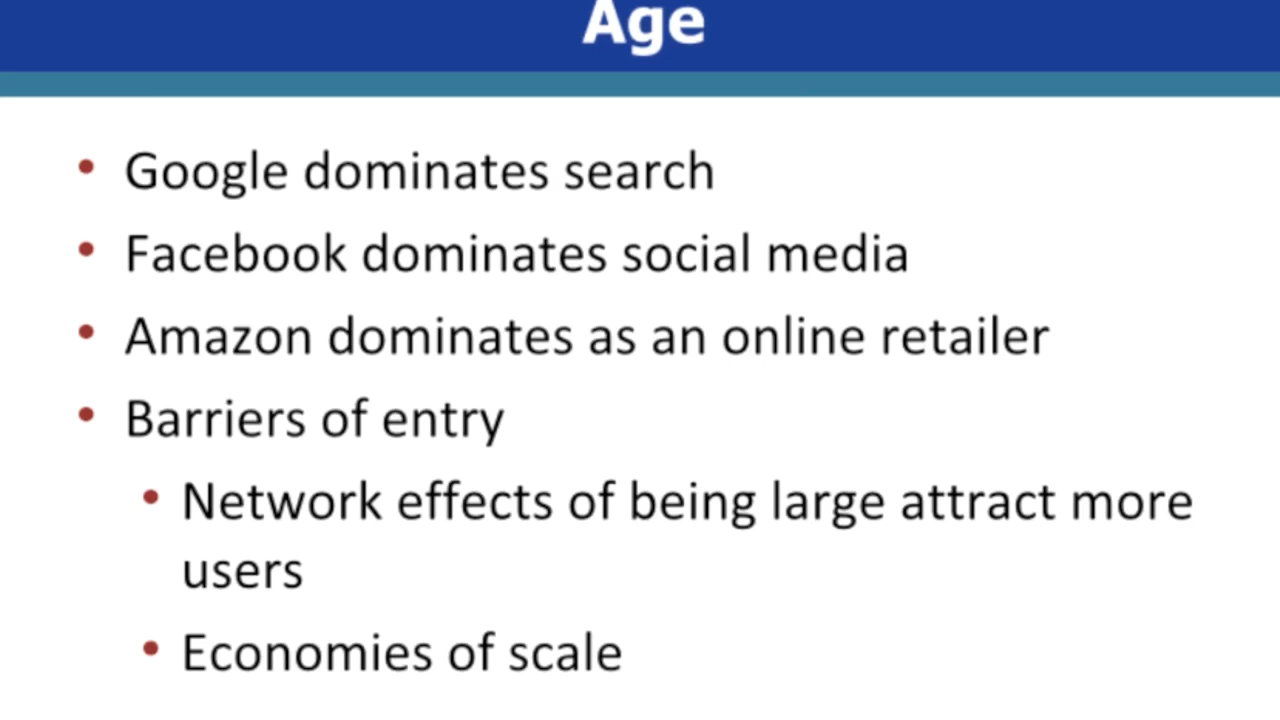 Age
• Google dominates search
• Facebook dominates social media
• Amazon dominates as an online retailer
• Barriers of entry
• Network effects of being large attract more
users
• Economies of scale